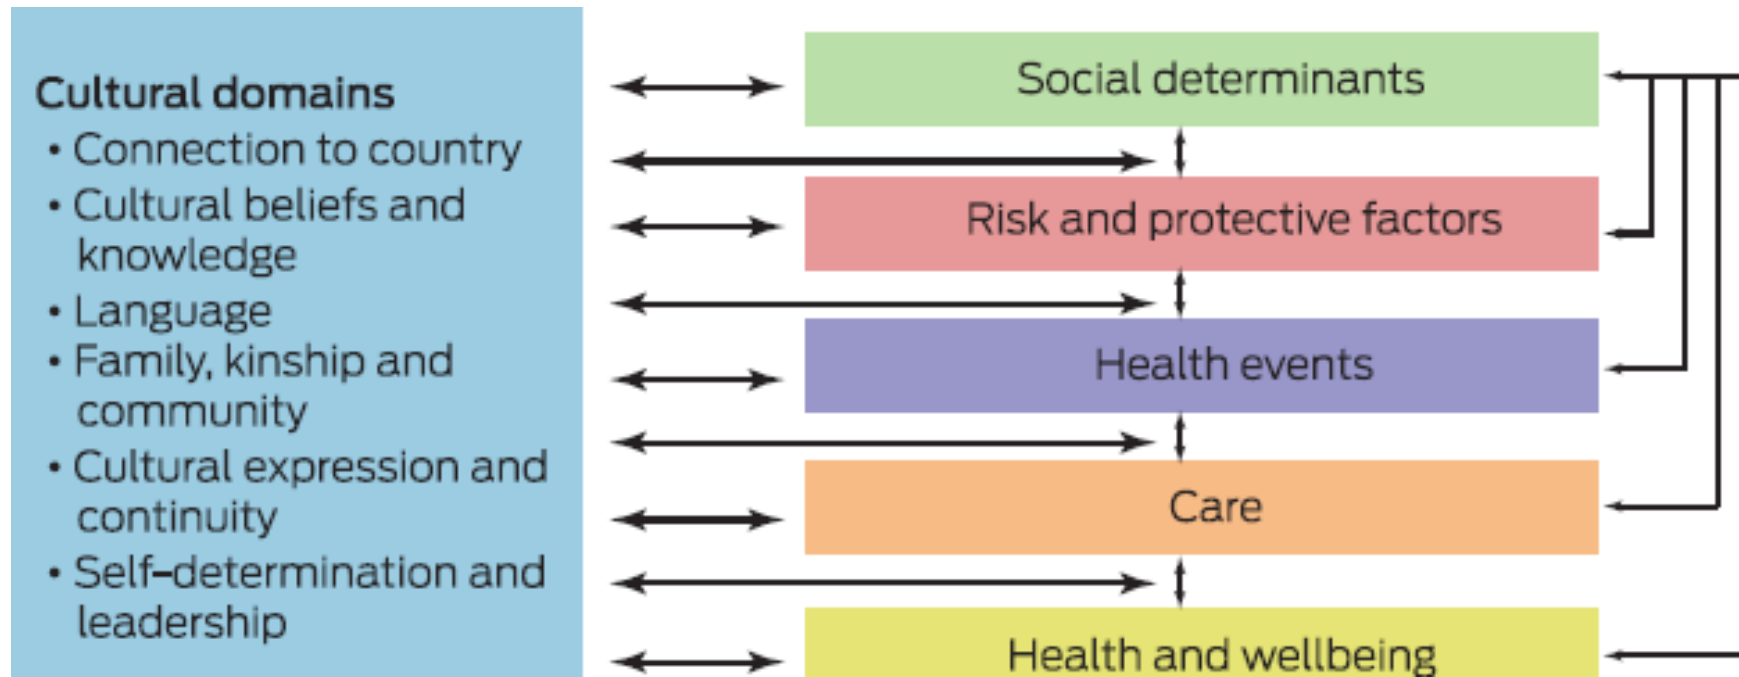 Cultural domains
• Connection to country
• Cultural beliefs and
knowledge
• Language
• Family, kinship and
community
• Cultural expression and
continuity
• Self-determination and
leadership
Social determinants
Risk and protective factors
Health events
Care
Health and wellbeing